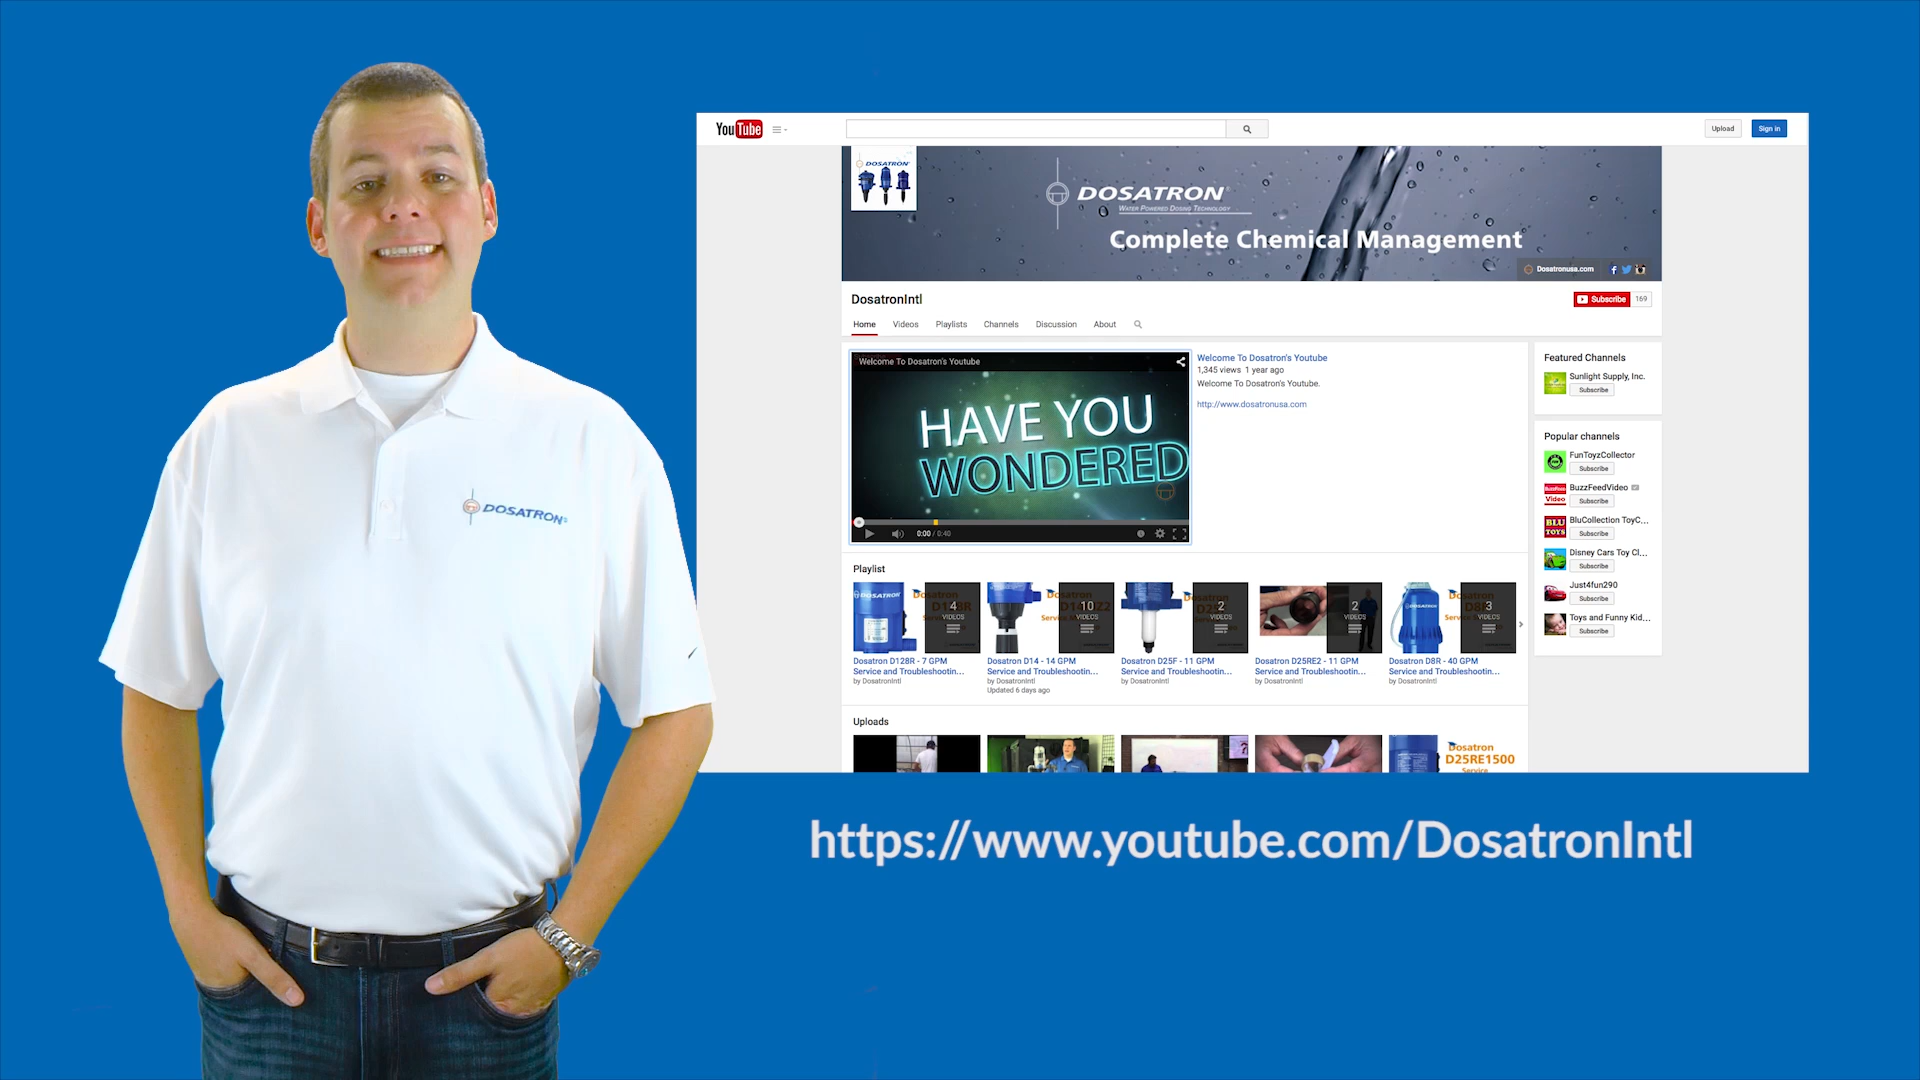 DOSATRON
YouTube
Upload
Sign in
DOSATRON
DOSATRON
WATER POWERED DOSING TECHNOLOGY
Complete Chemical Management
Dosatronusa.com
DosatronIntl
Subscribe 169
Home Videos Playlists Channels Discussion About
Welcome To Dosatron's Youtube
HAVE YOU
WONDERED
0:00 / 0:40
Welcome To Dosatron's Youtube
1,345 views 1 year ago
Welcome To Dosatron's Youtube.
http://www.dosatronusa.com
Featured Channels
Sunlight Supply, Inc.
Subscribe
Popular channels
FunToyzCollector
Subscribe
BuzzFeedVideo
Subscribe
BluCollection ToyC...
Subscribe
Disney Cars Toy Cl...
Subscribe
Just4fun290
Subscribe
Toys and Funny Kid...
Subscribe
Playlist
4
VIDEOS
Dosatron D128R - 7 GPM
Service and Troubleshootin...
by DosatronIntl
10
VIDEOS
Dosatron D14 - 14 GPM
Service and Troubleshootin...
by DosatronIntl
Updated 6 days ago
2
VIDEOS
Dosatron D25F - 11 GPM
Service and Troubleshootin...
by DosatronIntl
2
VIDEOS
Dosatron D25RE2 - 11 GPM
Service and Troubleshootin...
by DosatronIntl
3
VIDEOS
Dosatron D8R - 40 GPM
Service and Troubleshootin...
by DosatronIntl
Uploads
Dosatron
D25RE1500
Service
https://www.youtube.com/DosatronIntl